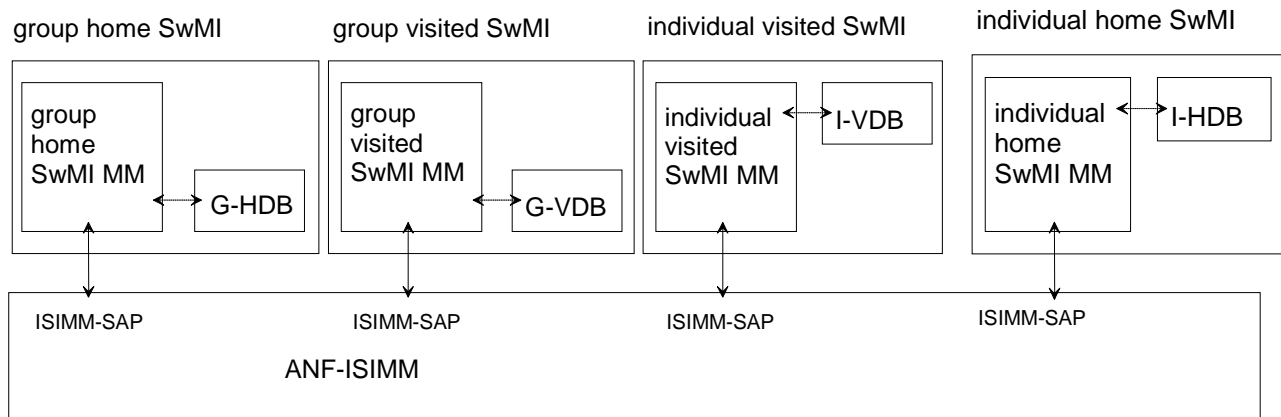 group home SwMI
group visited SwMI
individual visited SwMI
individual home SwMI
group
home
SwMI MM
G-HDB
group
visited
SwMI MM
G-VDB
individual
visited
SwMI MM
I-VDB
individual
home
SwMI MM
I-HDB
ISIMM-SAP
ISIMM-SAP
ISIMM-SAP
ISIMM-SAP
ANF-ISIMM